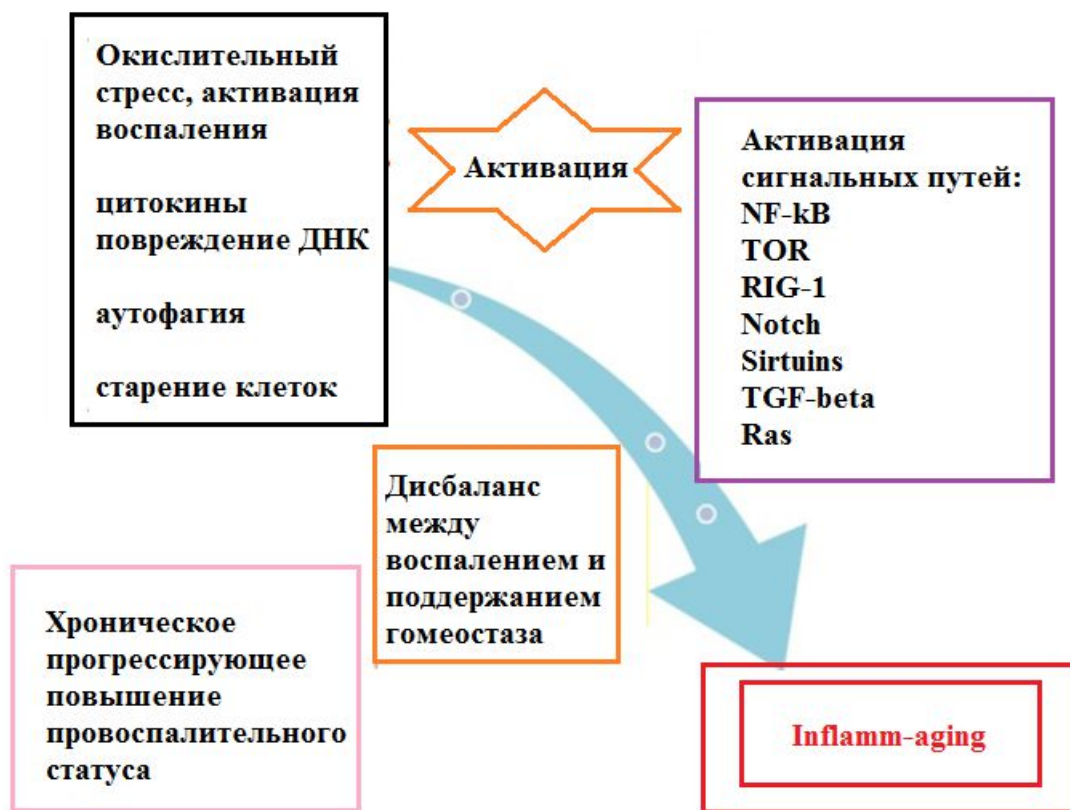 Окислительный
стресс, активация
воспаления
цитокины
повреждение ДНК
аутофагия
старение клеток
Активация
Активация
сигнальных путей:
NF-kB
TOR
RIG-1
Notch
Sirtuins
TGF-beta
Ras
Дисбаланс
между
воспалением и
поддержанием
гомеостаза
Хроническое
прогрессирующее
повышение
провоспалительного
статуса
Inflamm-aging